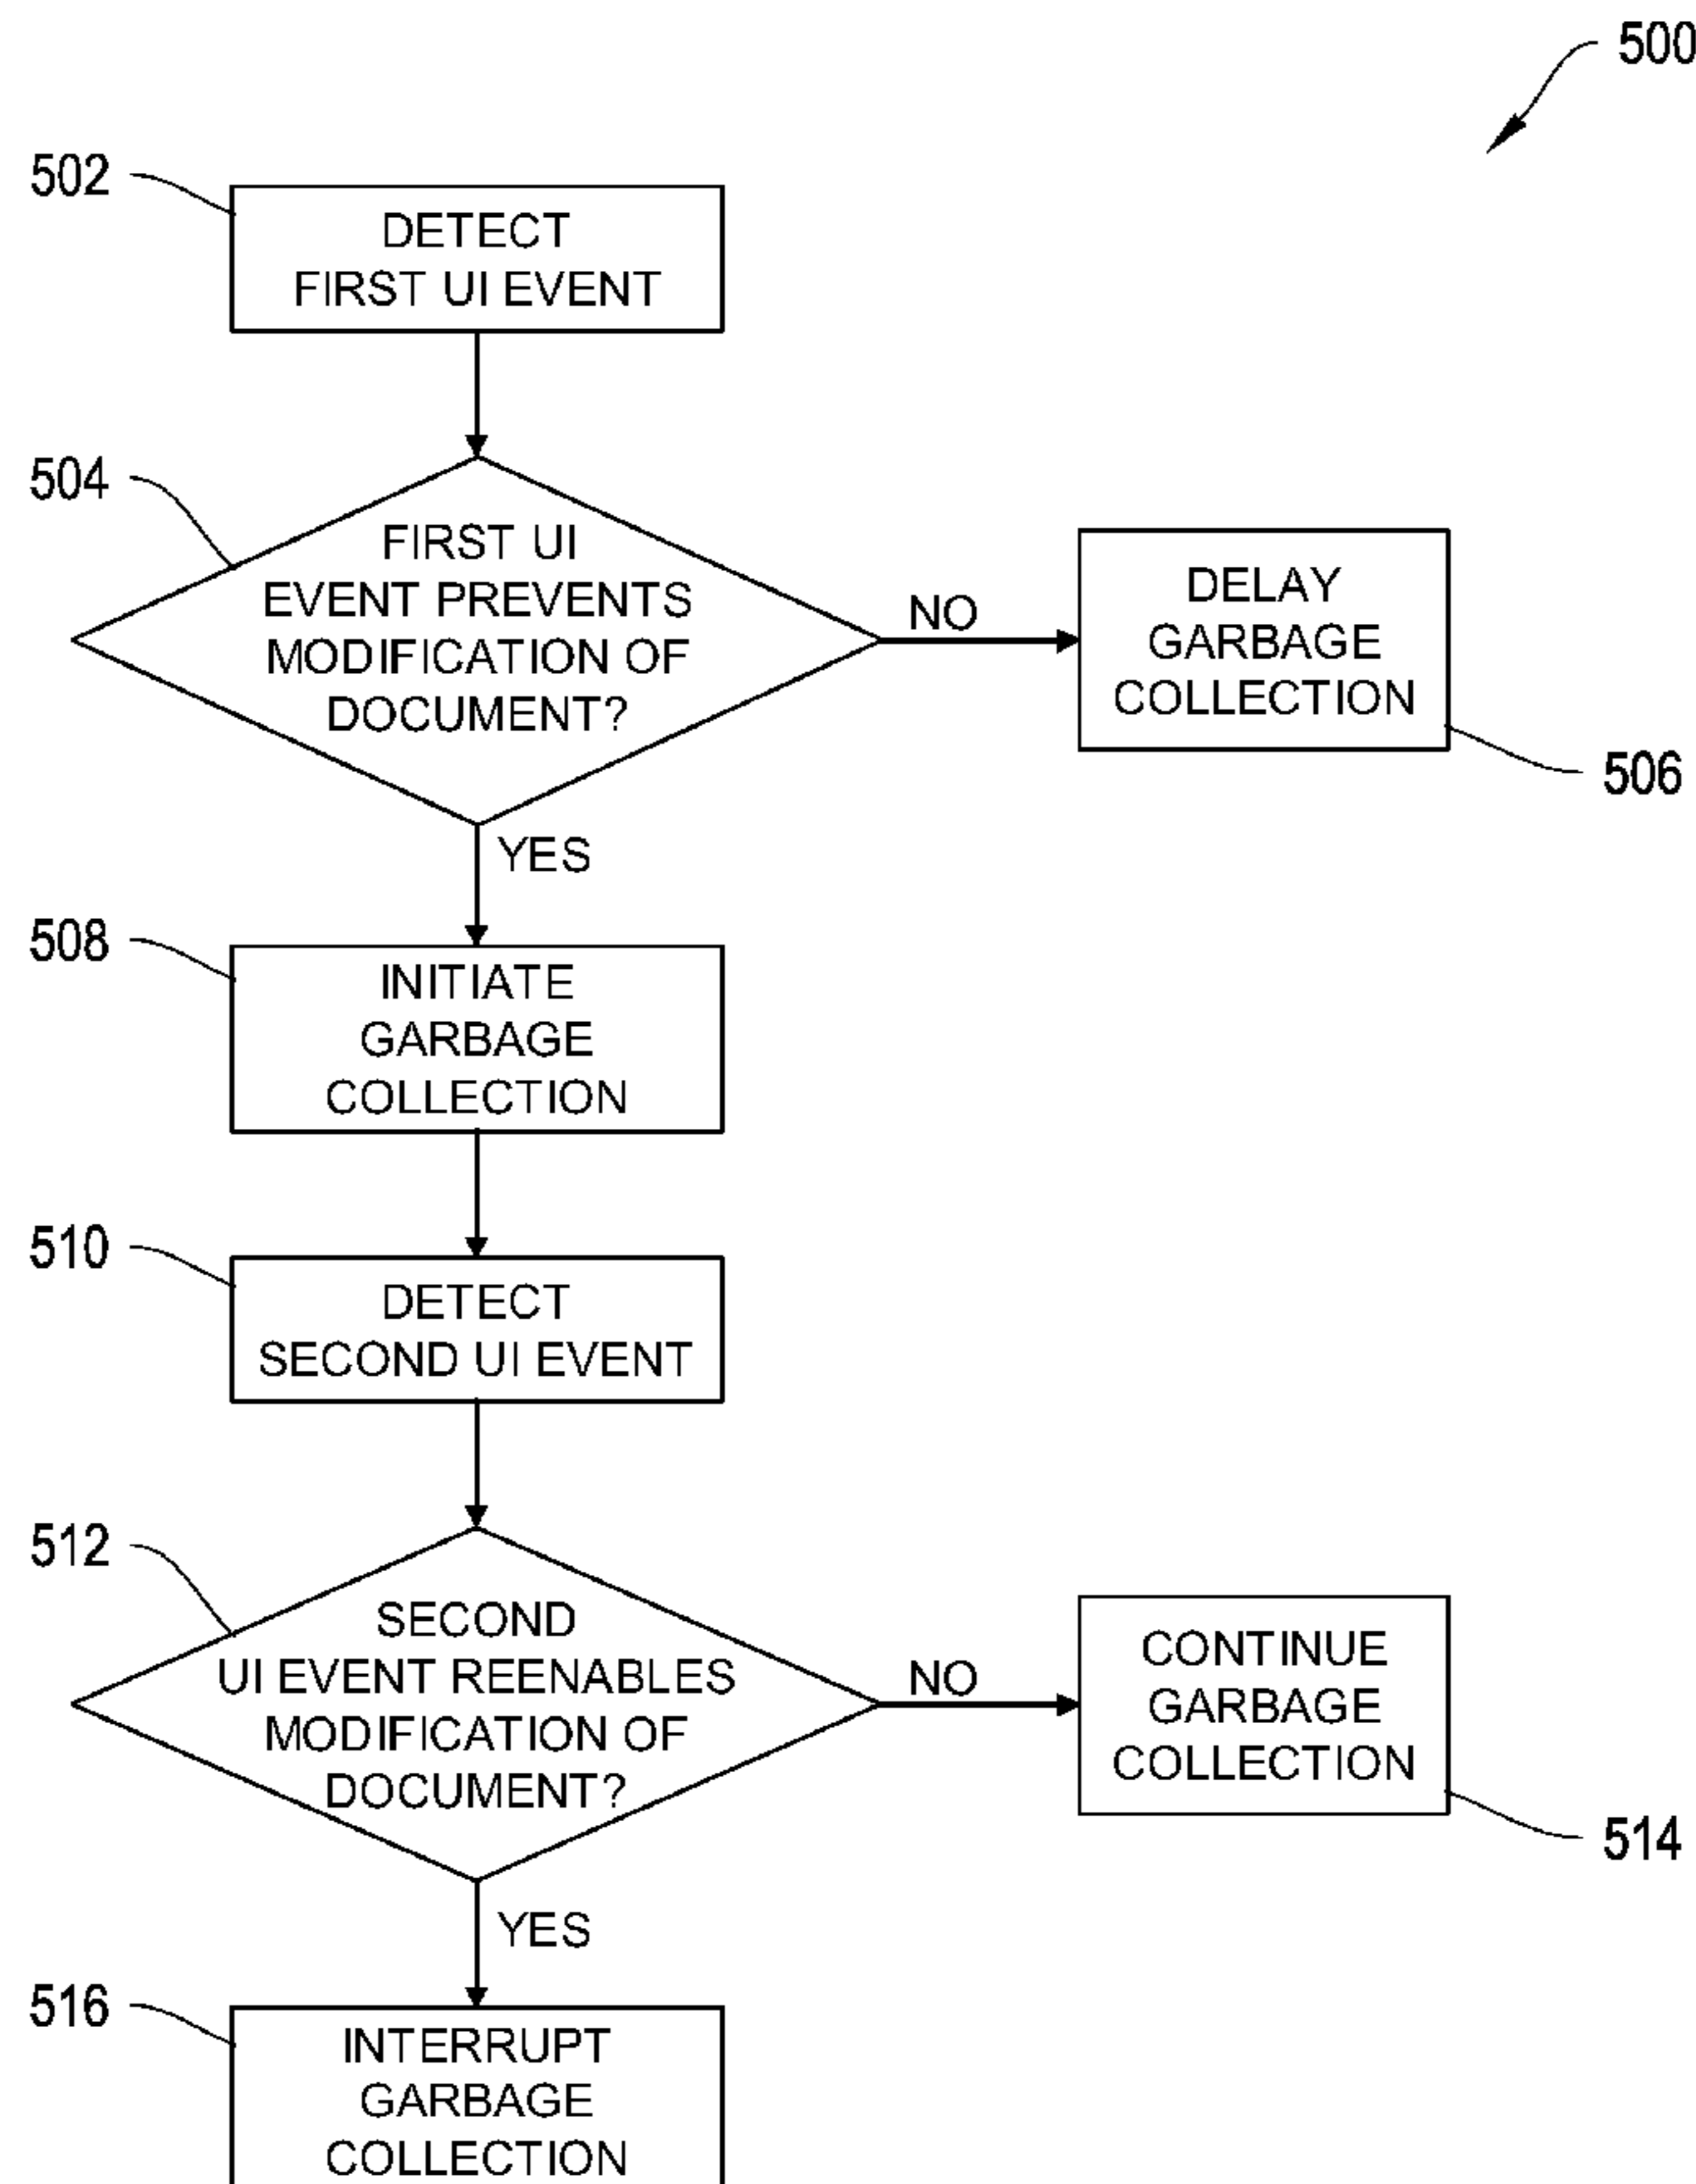 500
502
DETECT
FIRST UI EVENT
504
FIRST UI
EVENT PREVENTS
MODIFICATION OF
DOCUMENT?
NO
DELAY
GARBAGE
COLLECTION
506
YES
508
INITIATE
GARBAGE
COLLECTION
510
DETECT
SECOND UI EVENT
512
SECOND
UI EVENT REENABLES
MODIFICATION OF
DOCUMENT?
NO
CONTINUE
GARBAGE
COLLECTION
514
YES
516
INTERRUPT
GARBAGE
COLLECTION